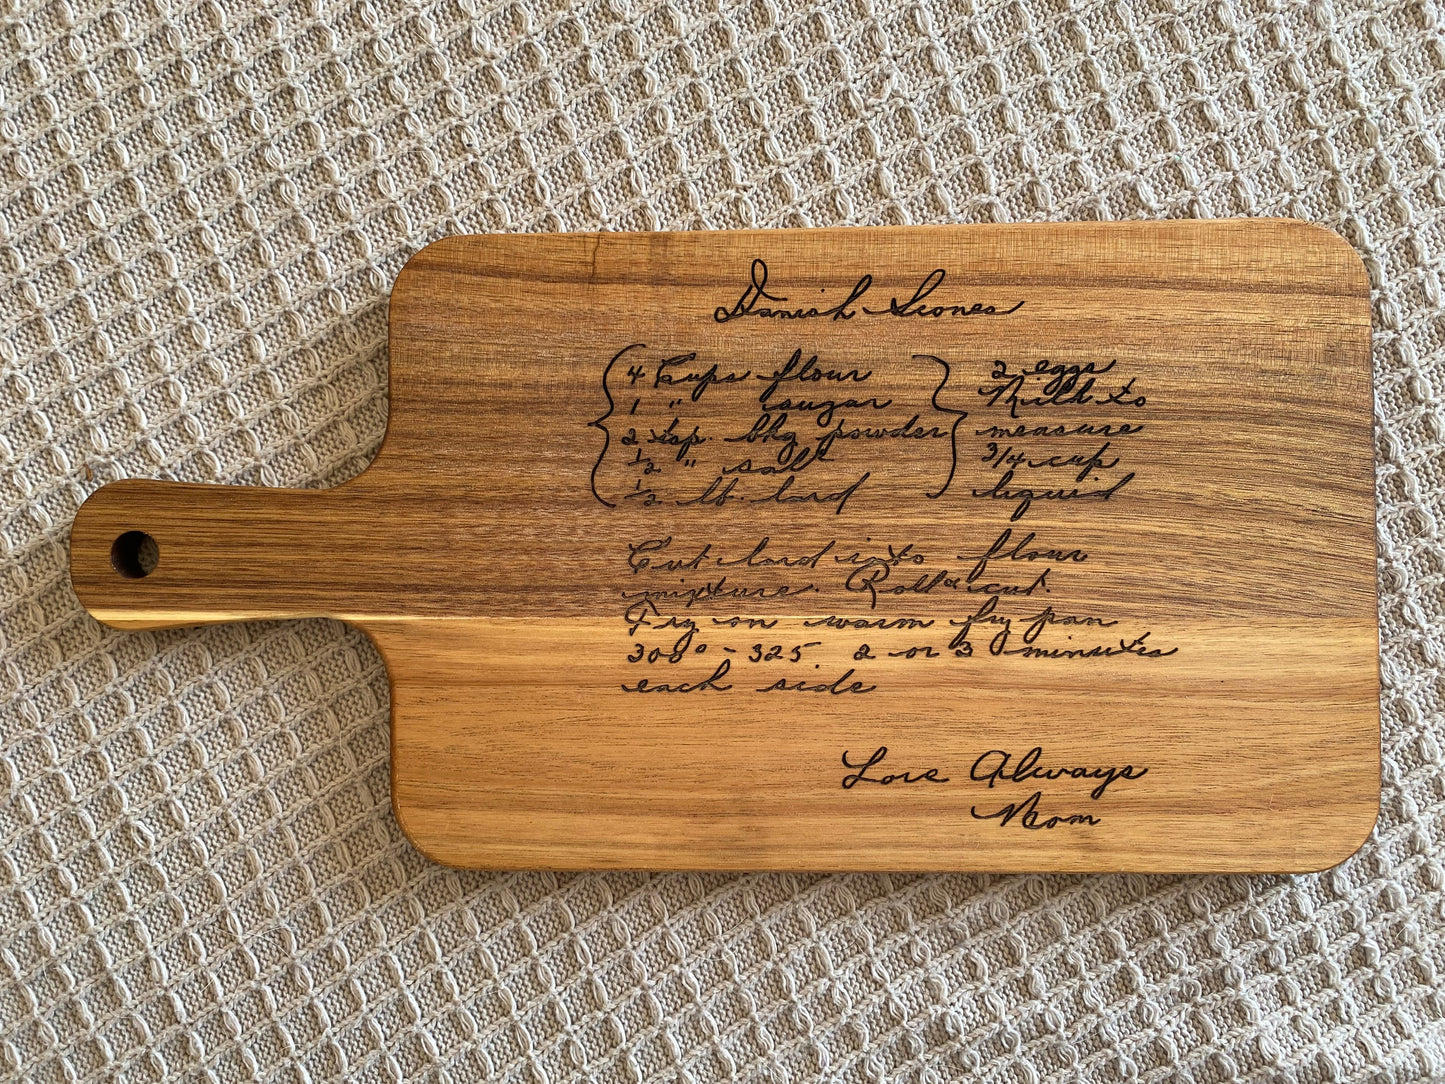 Danish Scones
4 Cups flour
1 " sugar
2 tsp. bkg powder
1/2 " salt
1/2 lb. lard
2 eggs
Milk to
measure
3/4 cup
liquid
Cut lard into flour
mixture. Roll & cut.
Fry on warm fry pan
300° - 325 2 or 3 minutes
each side
Love Always
Mom